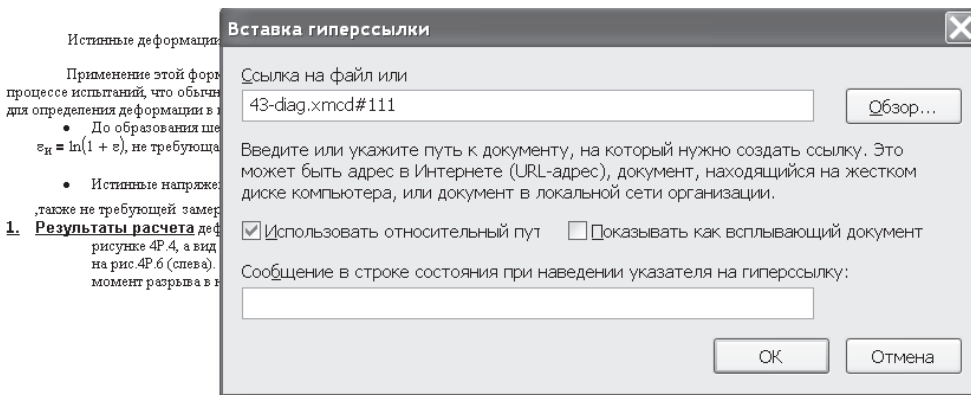 Истинные деформации
Применение этой форм
процессе испытаний, что обычн
для определения деформации в
• До образования ше
εИ = ln(1 + ε), не требующа
• Истинные напряже
,также не требующей замер
1. Результаты расчета деф
рисунке 4Р.4, а вид
на рис.4Р.6 (слева).
момент разрыва в
Вставка гиперссылки
Ссылка на файл или
43-diag.xmcd#111
Обзор...
Введите или укажите путь к документу, на который нужно создать ссылку. Это
может быть адрес в Интернете (URL-адрес), документ, находящийся на жестком
диске компьютера, или документ в локальной сети организации.
Использовать относительный пут
Показывать как всплывающий документ
Сообщение в строке состояния при наведении указателя на гиперссылку:
ОК
Отмена